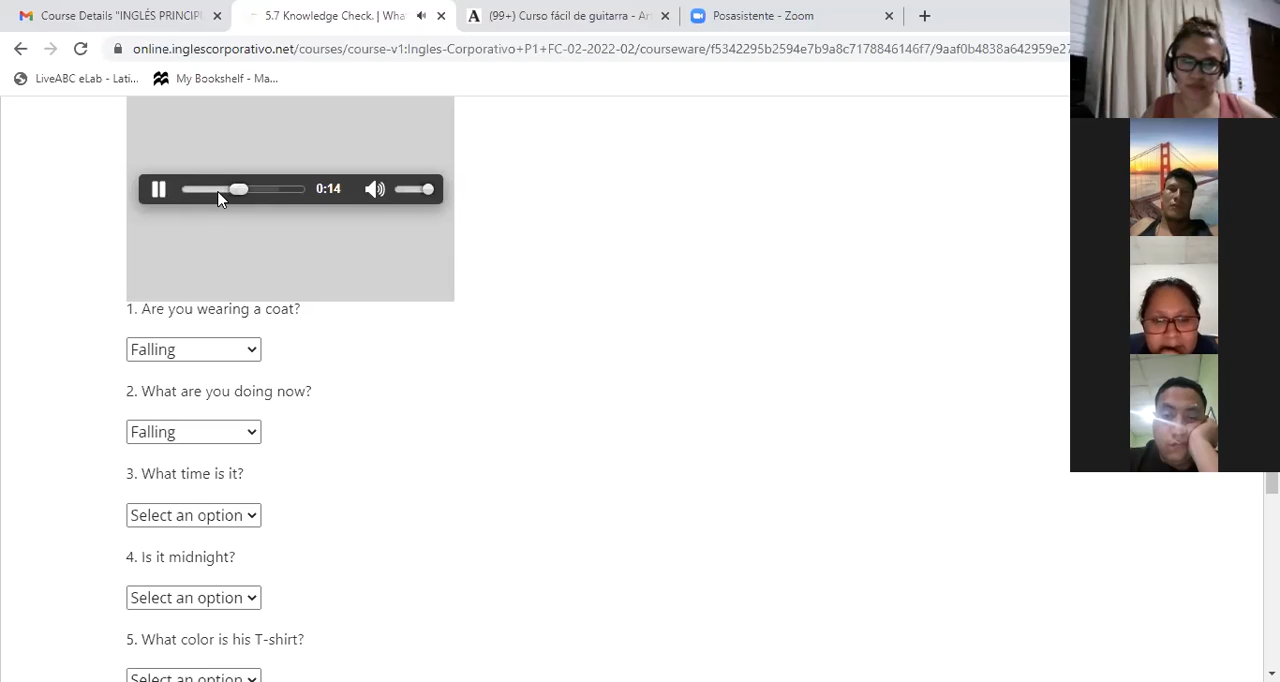 Course Details "INGLÉS PRINCIPI
5.7 Knowledge Check. | Wha
(99+) Curso fácil de guitarra - Ar
Posasistente - Zoom
online.inglescorporativo.net/courses/course-v1:Ingles-Corporativo+P1+FC-02-2022-02/courseware/f5342295b2594e7b9a8c7178846146f7/9aaf0b4838a642959e27
LiveABC eLab - Lati...
My Bookshelf - Ma...
0:14
1. Are you wearing a coat?
Falling
2. What are you doing now?
Falling
3. What time is it?
Select an option
4. Is it midnight?
Select an option
5. What color is his T-shirt?
Select an option